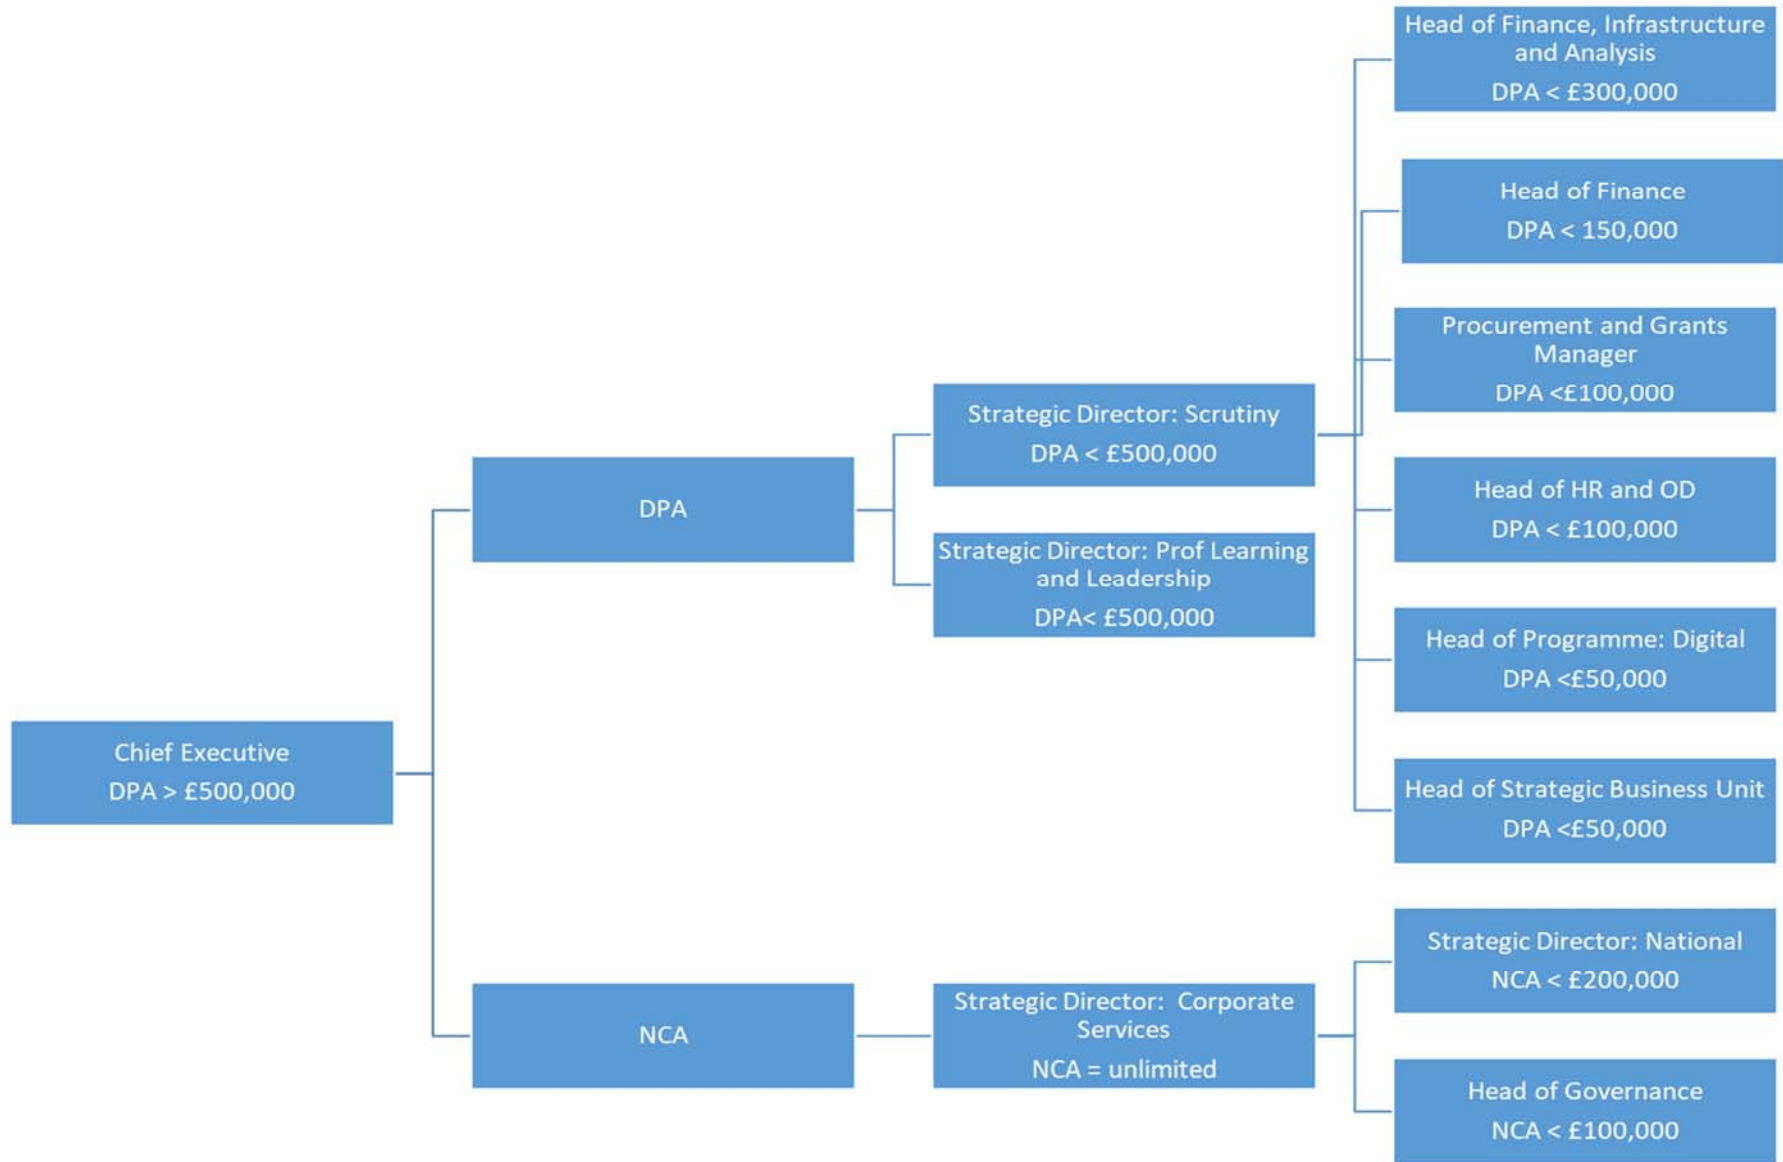 Chief Executive
DPA > £500,000
DPA
Strategic Director: Scrutiny
DPA < £500,000
Strategic Director: Prof Learning
and Leadership
DPA< £500,000
Head of Finance, Infrastructure
and Analysis
DPA < £300,000
Head of Finance
DPA < 150,000
Procurement and Grants
Manager
DPA <£100,000
Head of HR and OD
DPA < £100,000
Head of Programme: Digital
DPA <£50,000
Head of Strategic Business Unit
DPA <£50,000
NCA
Strategic Director:  Corporate
Services
NCA = unlimited
Strategic Director: National
NCA < £200,000
Head of Governance
NCA < £100,000